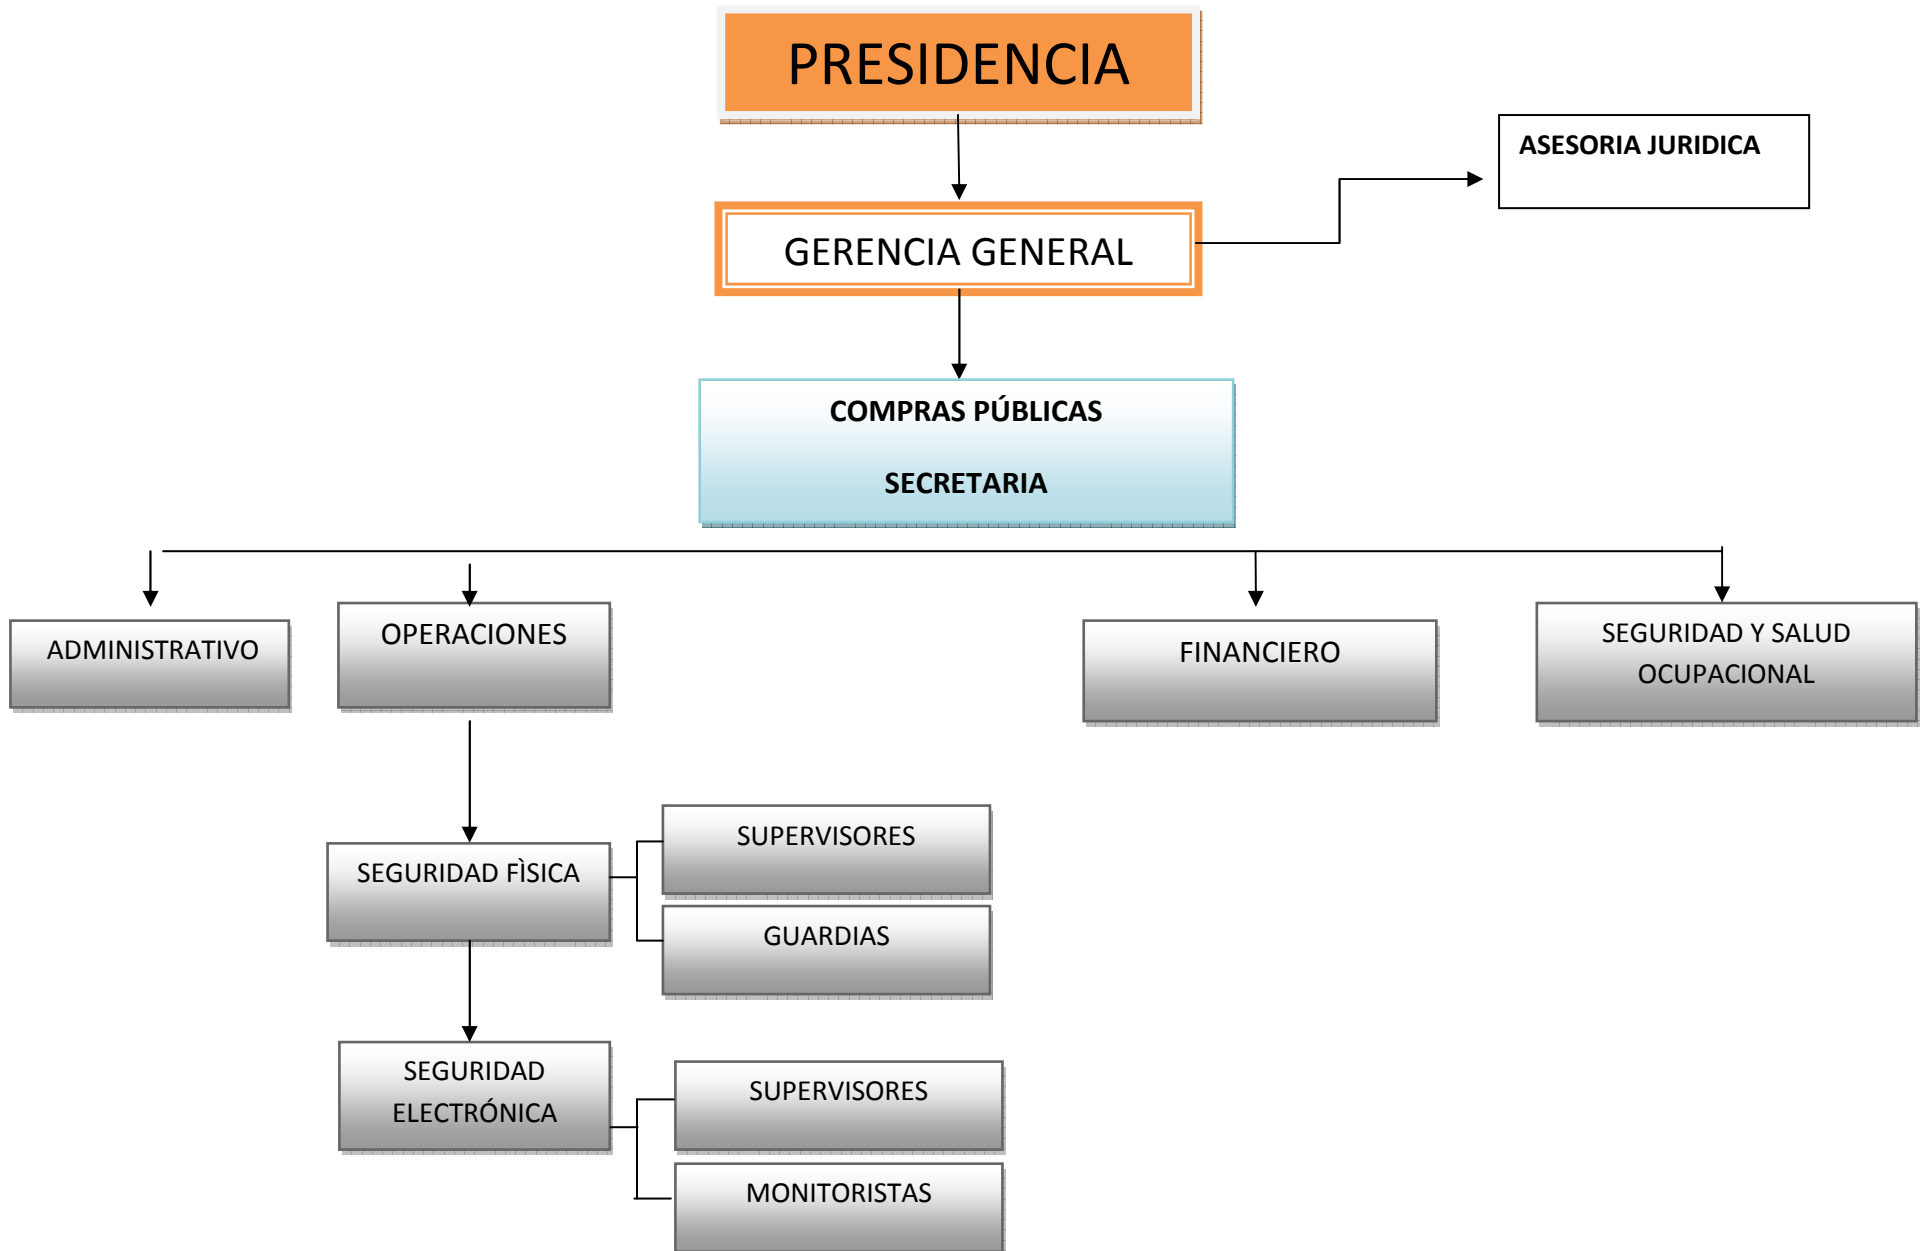 PRESIDENCIA
ASESORIA JURIDICA
GERENCIA GENERAL
COMPRAS PÚBLICAS
SECRETARIA
ADMINISTRATIVO
OPERACIONES
FINANCIERO
SEGURIDAD Y SALUD
OCUPACIONAL
SEGURIDAD FÌSICA
SUPERVISORES
GUARDIAS
SEGURIDAD
ELECTRÓNICA
SUPERVISORES
MONITORISTAS